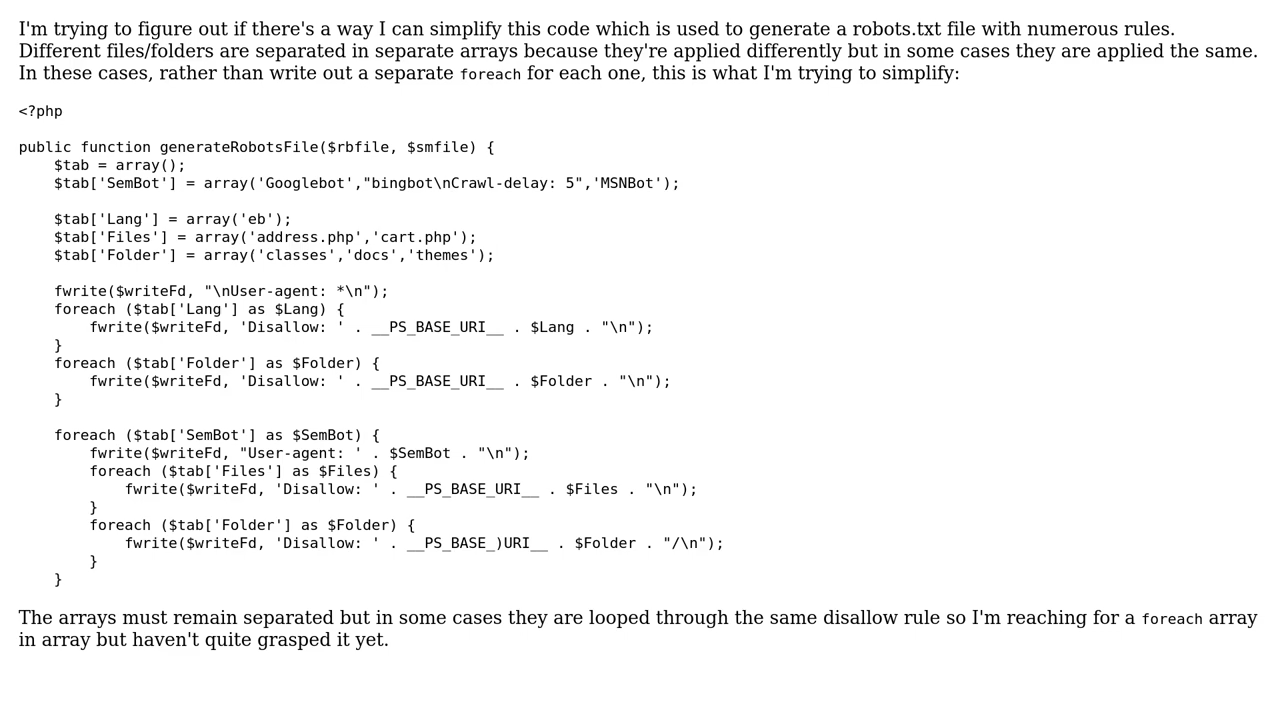 I'm trying to figure out if there's a way I can simplify this code which is used to generate a robots.txt file with numerous rules.
Different files/folders are separated in separate arrays because they're applied differently but in some cases they are applied the same.
In these cases, rather than write out a separate foreach for each one, this is what I'm trying to simplify:
<?php
public function generateRobotsFile($rbfile, $smfile) {
    $tab = array();
    $tab['SemBot'] = array('Googlebot',"bingbot\nCrawl-delay: 5",'MSNBot');
    $tab['Lang'] = array('eb');
    $tab['Files'] = array('address.php','cart.php');
    $tab['Folder'] = array('classes','docs','themes');
    fwrite($writeFd, "\nUser-agent: *\n");
    foreach ($tab['Lang'] as $Lang) {
        fwrite($writeFd, 'Disallow: ' . __PS_BASE_URI__ . $Lang . "\n");
    }
    foreach ($tab['Folder'] as $Folder) {
        fwrite($writeFd, 'Disallow: ' . __PS_BASE_URI__ . $Folder . "\n");
    }
    foreach ($tab['SemBot'] as $SemBot) {
        fwrite($writeFd, "User-agent: ' . $SemBot . "\n");
        foreach ($tab['Files'] as $Files) {
            fwrite($writeFd, 'Disallow: ' . __PS_BASE_URI__ . $Files . "\n");
        }
        foreach ($tab['Folder'] as $Folder) {
            fwrite($writeFd, 'Disallow: ' . __PS_BASE_)URI__ . $Folder . "/\n");
        }
    }
The arrays must remain separated but in some cases they are looped through the same disallow rule so I'm reaching for a foreach array
in array but haven't quite grasped it yet.